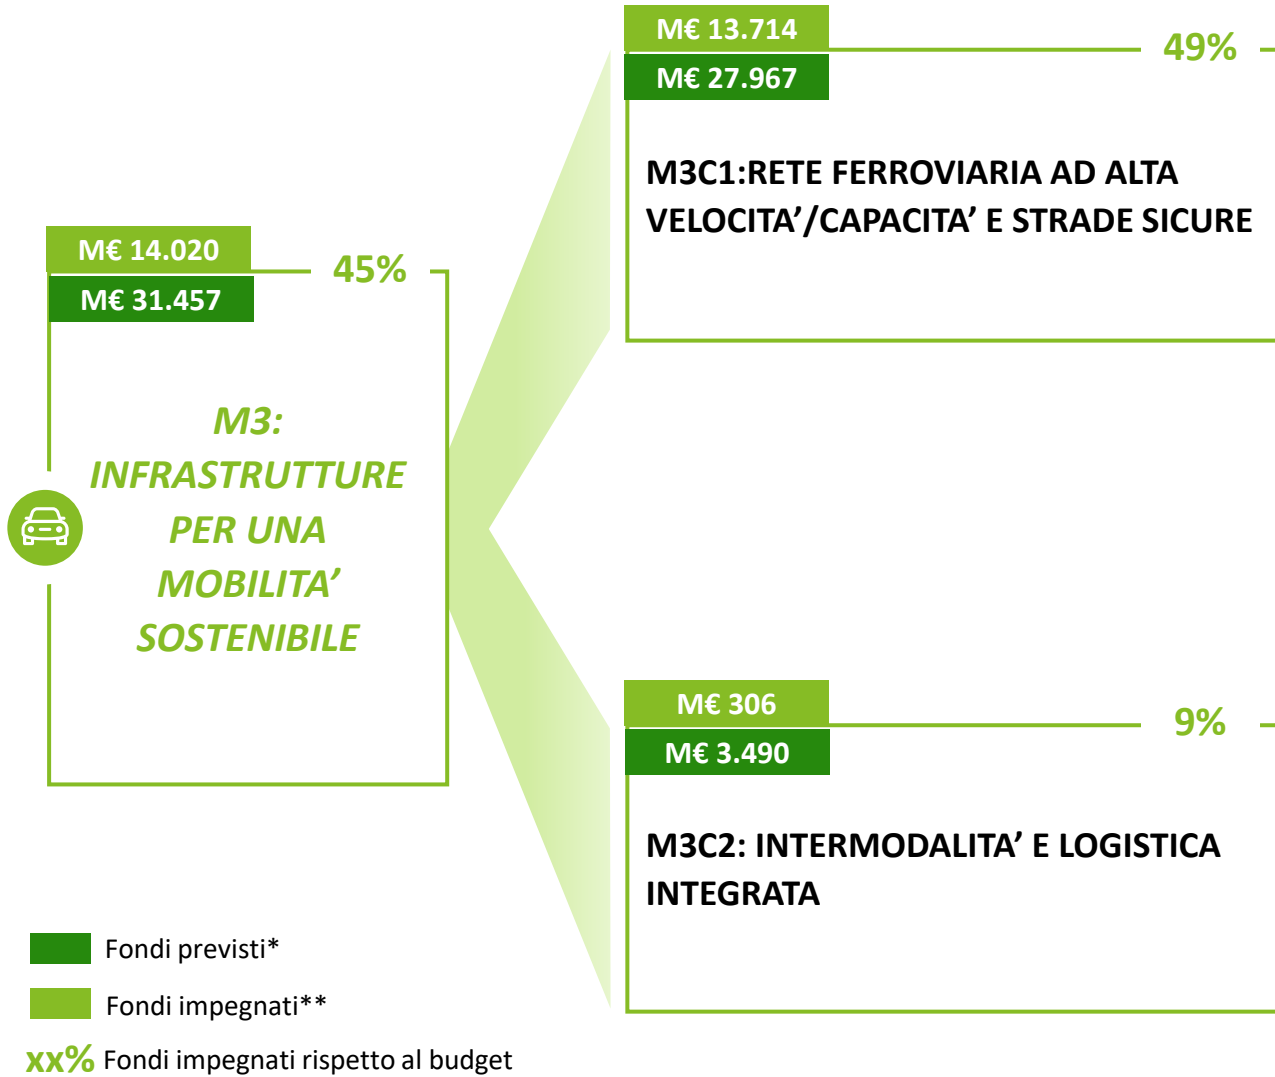 M€ 14.020
M€ 31.457
45%
M3:
INFRASTRUTTURE
PER UNA
MOBILITA’
SOSTENIBILE
M€ 13.714
M€ 27.967
49%
M3C1:RETE FERROVIARIA AD ALTA
VELOCITA’/CAPACITA’ E STRADE SICURE
M€ 306
M€ 3.490
9%
M3C2: INTERMODALITA’ E LOGISTICA
INTEGRATA
Fondi previsti*
Fondi impegnati**
xx% Fondi impegnati rispetto al budget